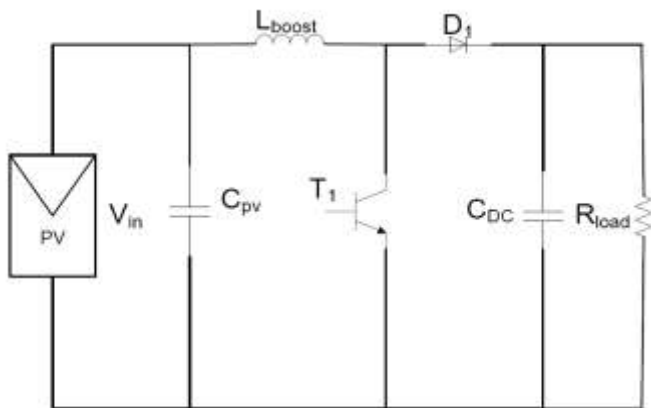 L_boost
D_1
PV
V_in
C_pv
T_1
C_DC
R_load